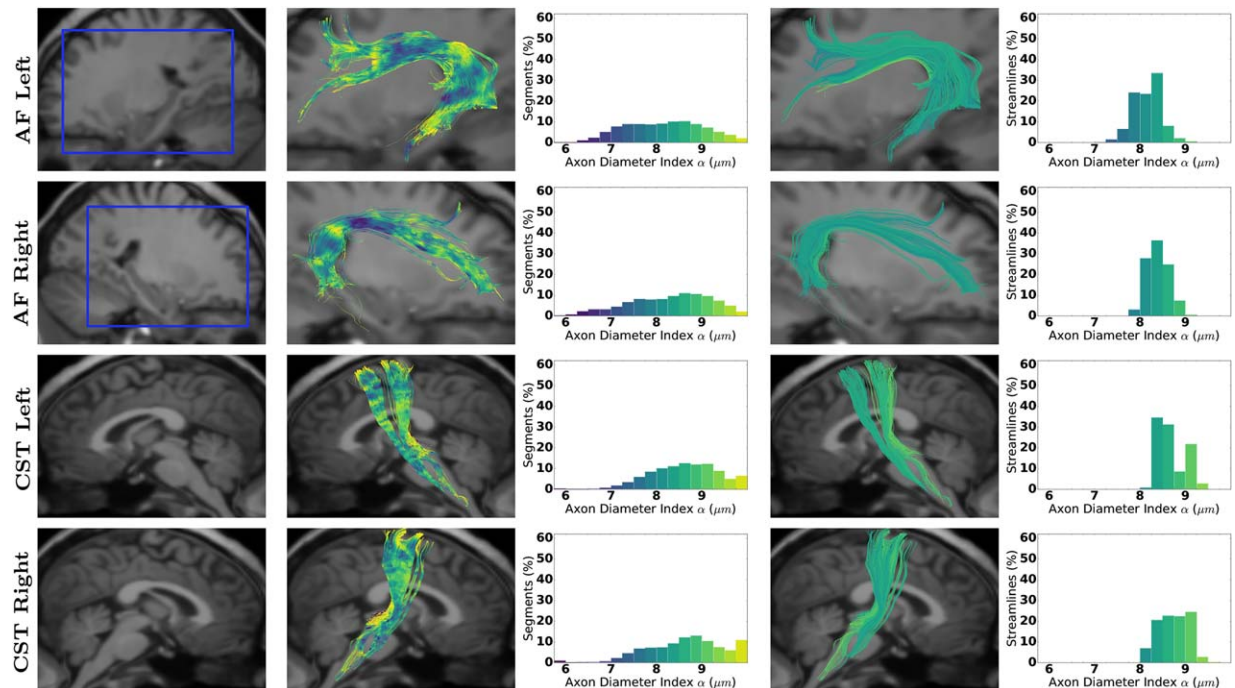 AF Left
60
50
40
30
20
10
0
Segments (%)
6 7 8 9
Axon Diameter Index α (μm)
60
50
40
30
20
10
0
Streamlines (%)
6 7 8 9
Axon Diameter Index α (μm)
AF Right
60
50
40
30
20
10
0
Segments (%)
6 7 8 9
Axon Diameter Index α (μm)
60
50
40
30
20
10
0
Streamlines (%)
6 7 8 9
Axon Diameter Index α (μm)
CST Left
60
50
40
30
20
10
0
Segments (%)
6 7 8 9
Axon Diameter Index α (μm)
60
50
40
30
20
10
0
Streamlines (%)
6 7 8 9
Axon Diameter Index α (μm)
CST Right
60
50
40
30
20
10
0
Segments (%)
6 7 8 9
Axon Diameter Index α (μm)
60
50
40
30
20
10
0
Streamlines (%)
6 7 8 9
Axon Diameter Index α (μm)